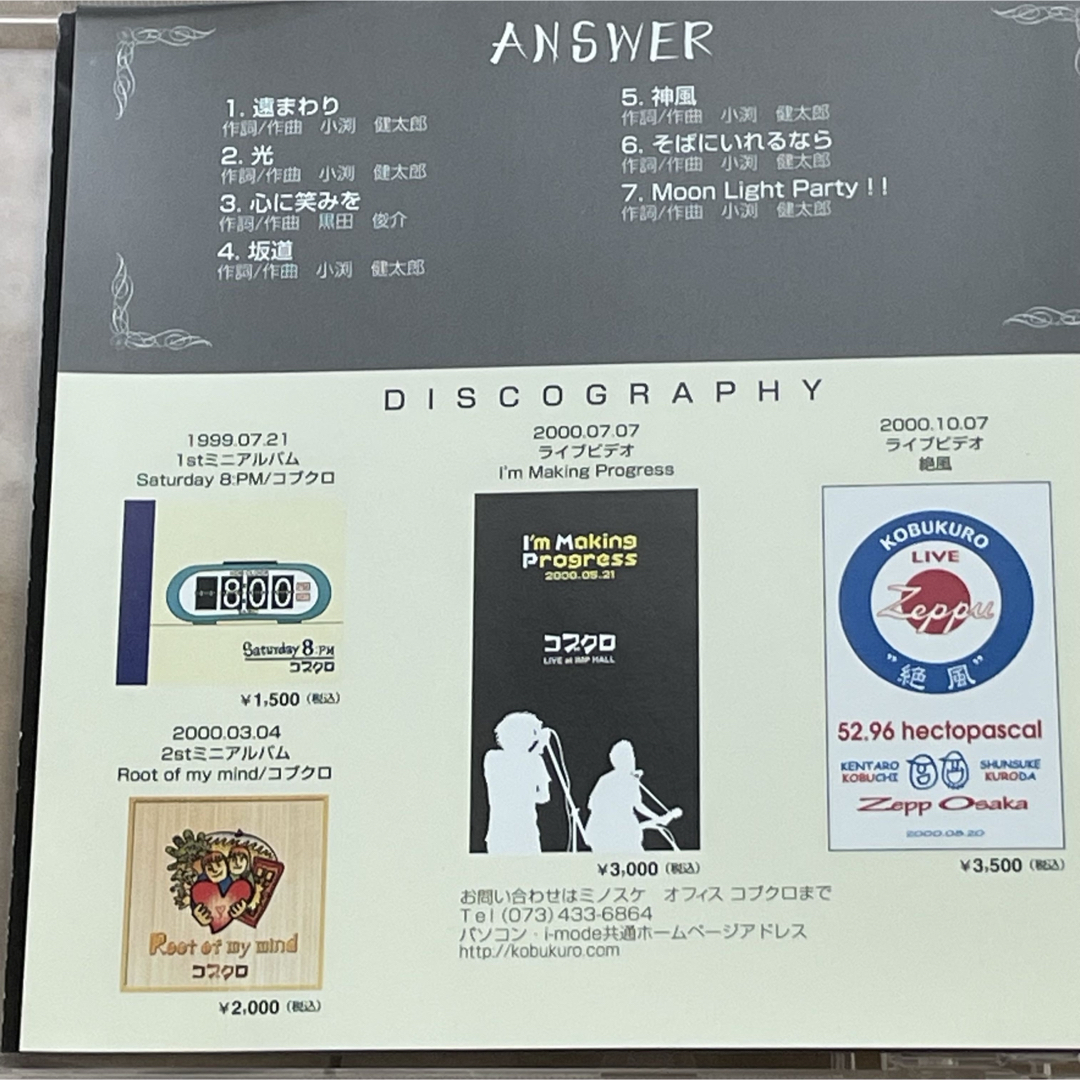 ANSWER
1. 遠まわり
作詞/作曲 小渕 健太郎
2. 光
作詞/作曲 小渕 健太郎
3. 心に笑みを
作詞/作曲 黒田 俊介
4. 坂道
作詞/作曲 小渕 健太郎
5. 神風
作詞/作曲 小渕 健太郎
6. そばにいれるなら
作詞/作曲 小渕 健太郎
7. Moon Light Party !!
作詞/作曲 小渕 健太郎
DISCOGRAPHY
1999.07.21
1stミニアルバム
Saturday 8:PM/コブクロ
8:00
Saturday 8:PM
コブクロ
¥1,500（税込）
2000.03.04
2stミニアルバム
Root of my mind/コブクロ
Root of my mind
コブクロ
¥2,000（税込）
2000.07.07
ライブビデオ
I'm Making Progress
I'm Making
Progress
2000.05.21
コブクロ
LIVE at IMP HALL
¥3,000（税込）
2000.10.07
ライブビデオ
絶風
KOBUKURO
LIVE
Zeppu
"絶風"
52.96 hectopascal
KENTARO KOBUCHI
SHUNSUKE KURODA
Zepp Osaka
2000.08.20
¥3,500（税込）
お問い合わせはミノスケ オフィス コブクロまで
Tel (073) 433-6864
パソコン・i-mode共通ホームページアドレス
http://kobukuro.com